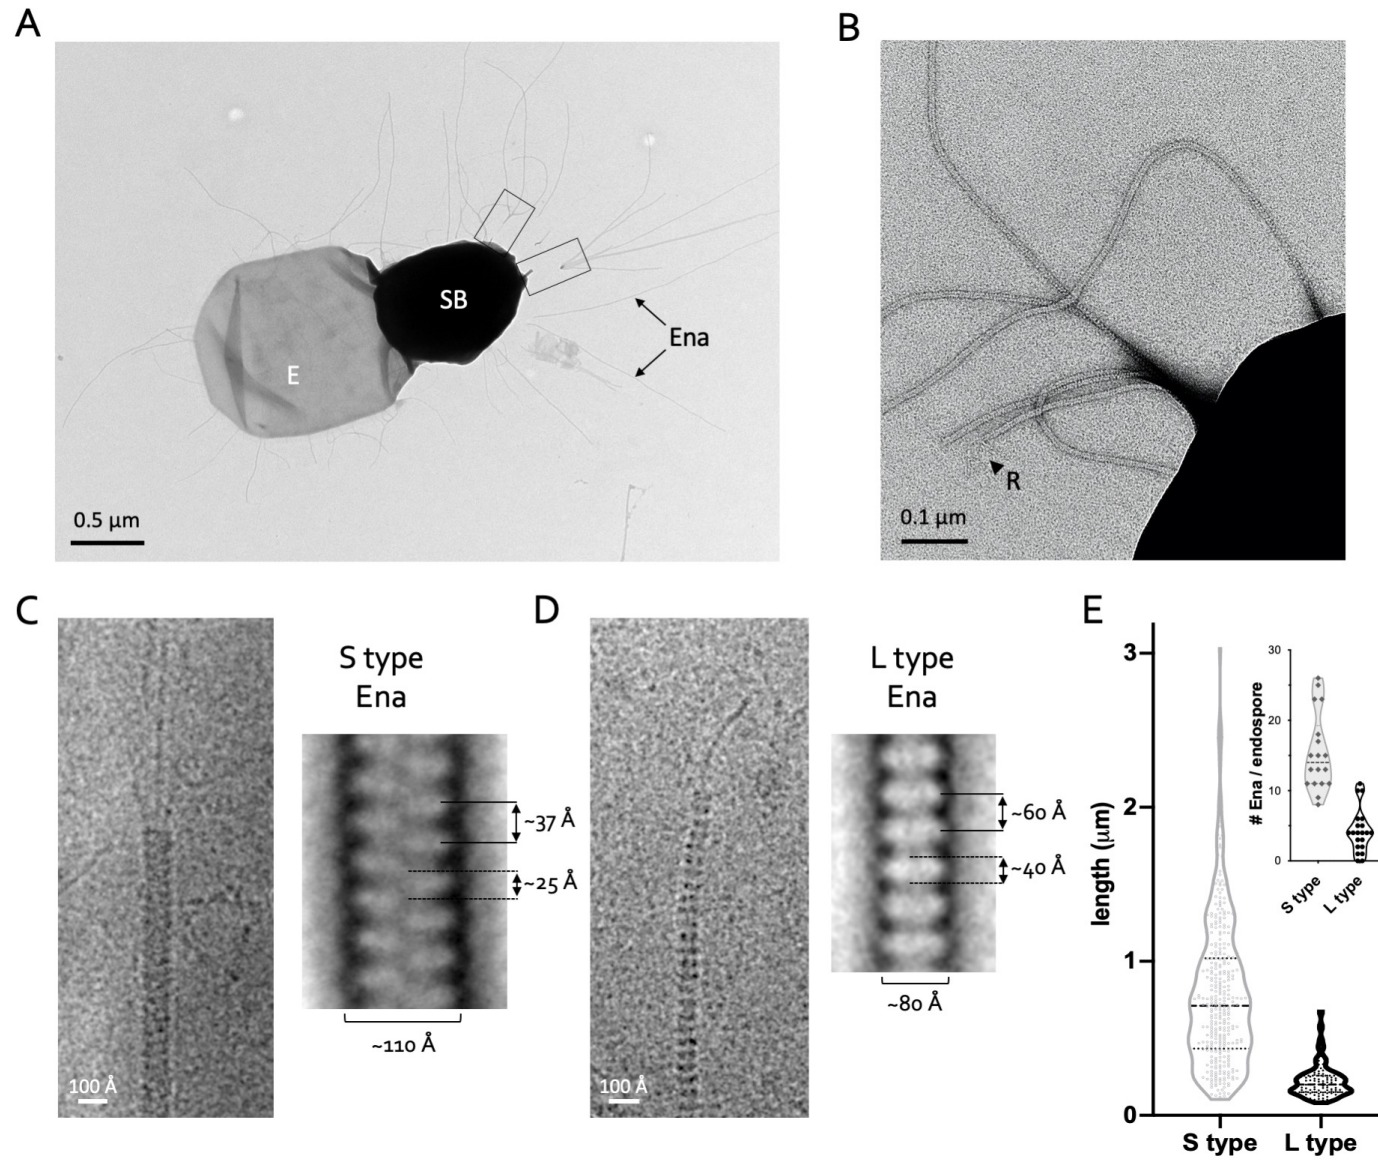 A
SB
Ena
E
0.5 µm
B
R
0.1 µm
C
S type
Ena
~37 Å
~25 Å
~110 Å
100 Å
D
L type
Ena
~60 Å
~40 Å
~80 Å
100 Å
E
length (µm)
3
2
1
0
S type
L type
# Ena / endospore
30
20
10
0
S type
L type